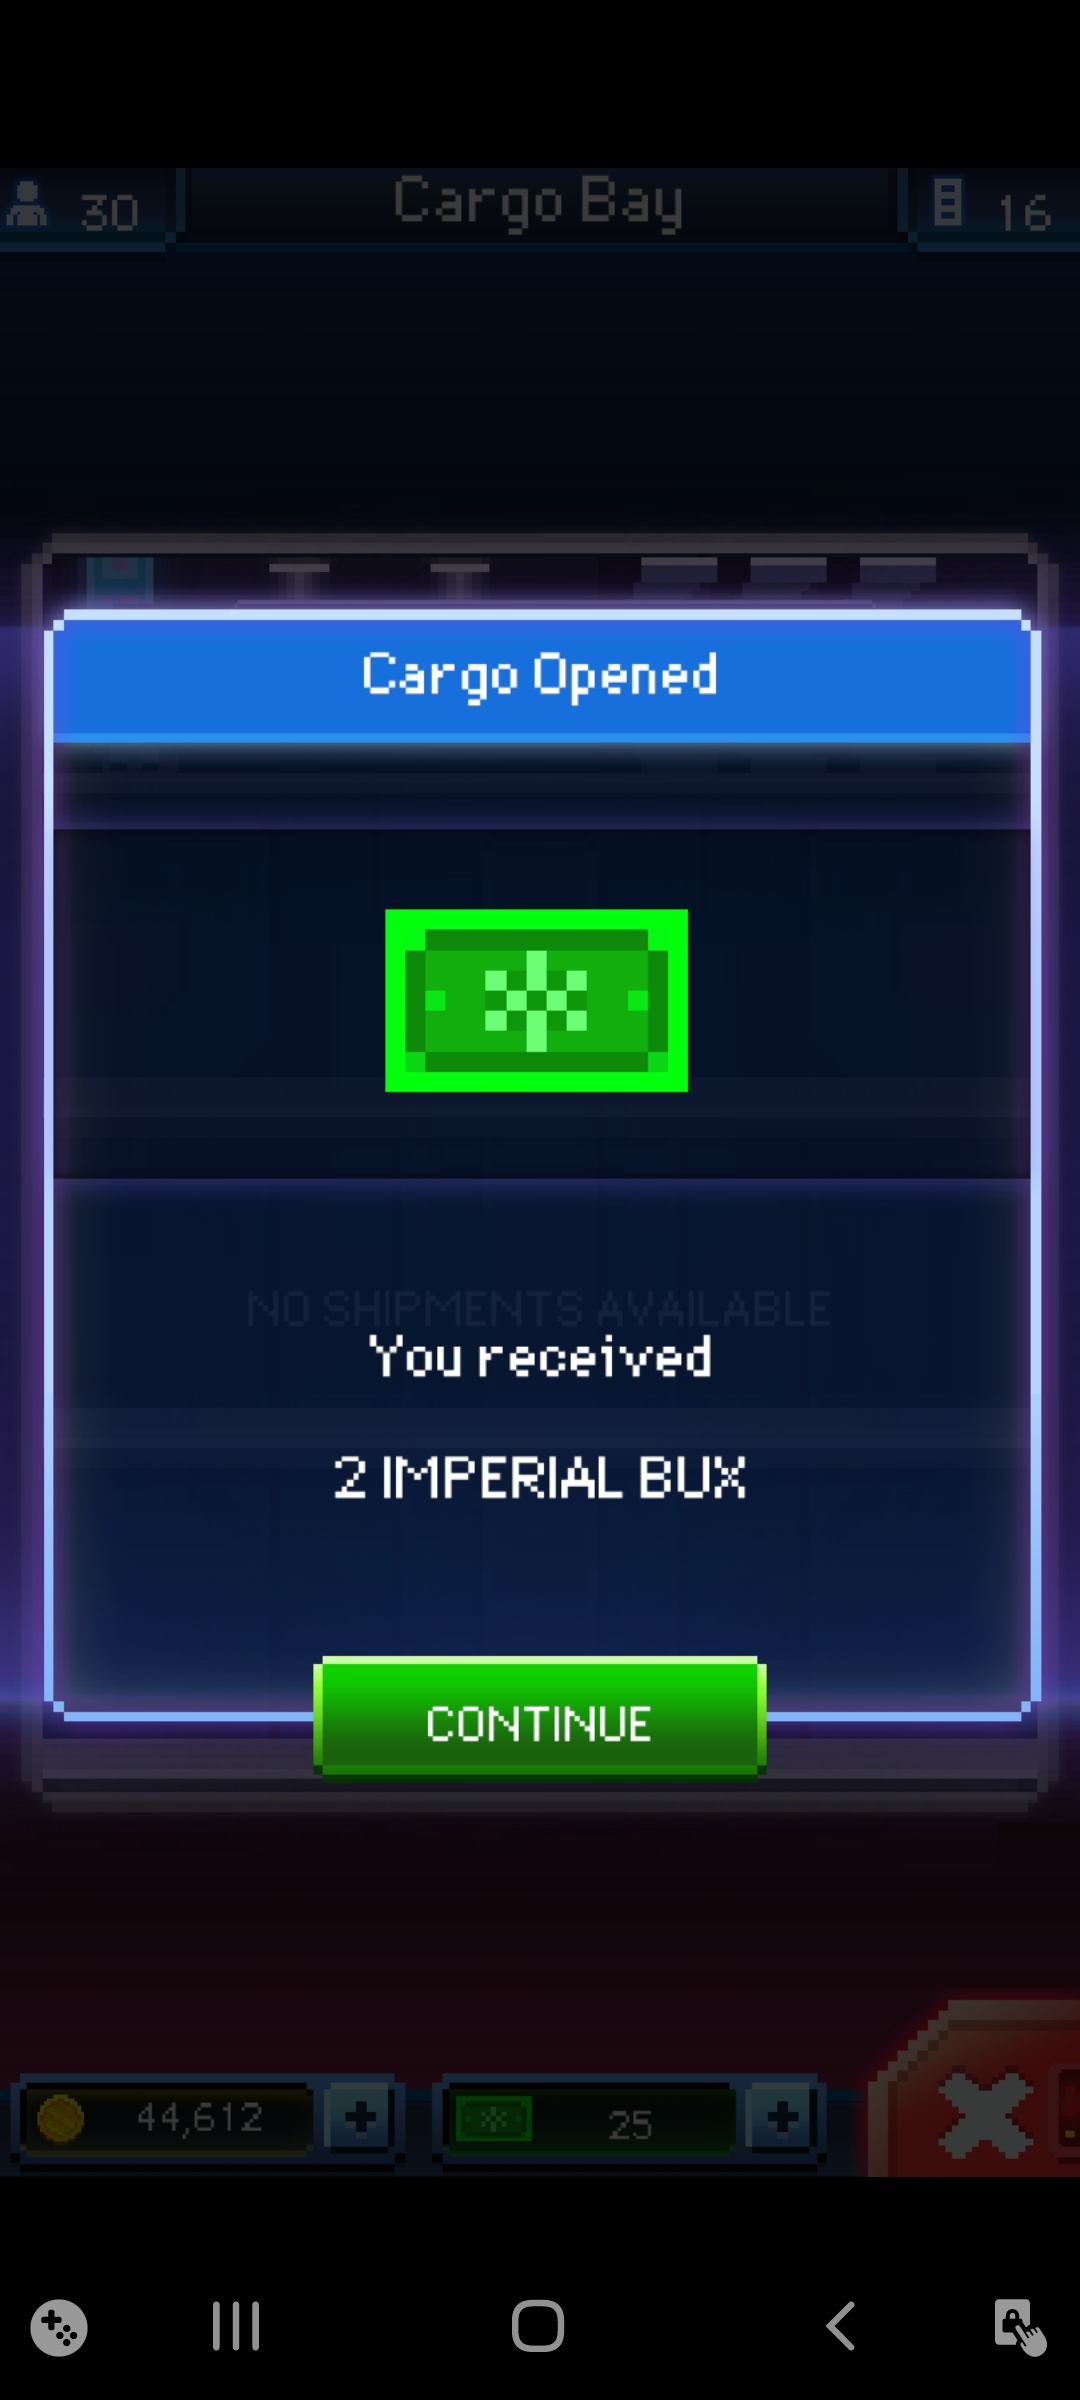 30
Cargo Bay
16
Cargo Opened
NO SHIPMENTS AVAILABLE
You received
2 IMPERIAL BUX
CONTINUE
44,612
25